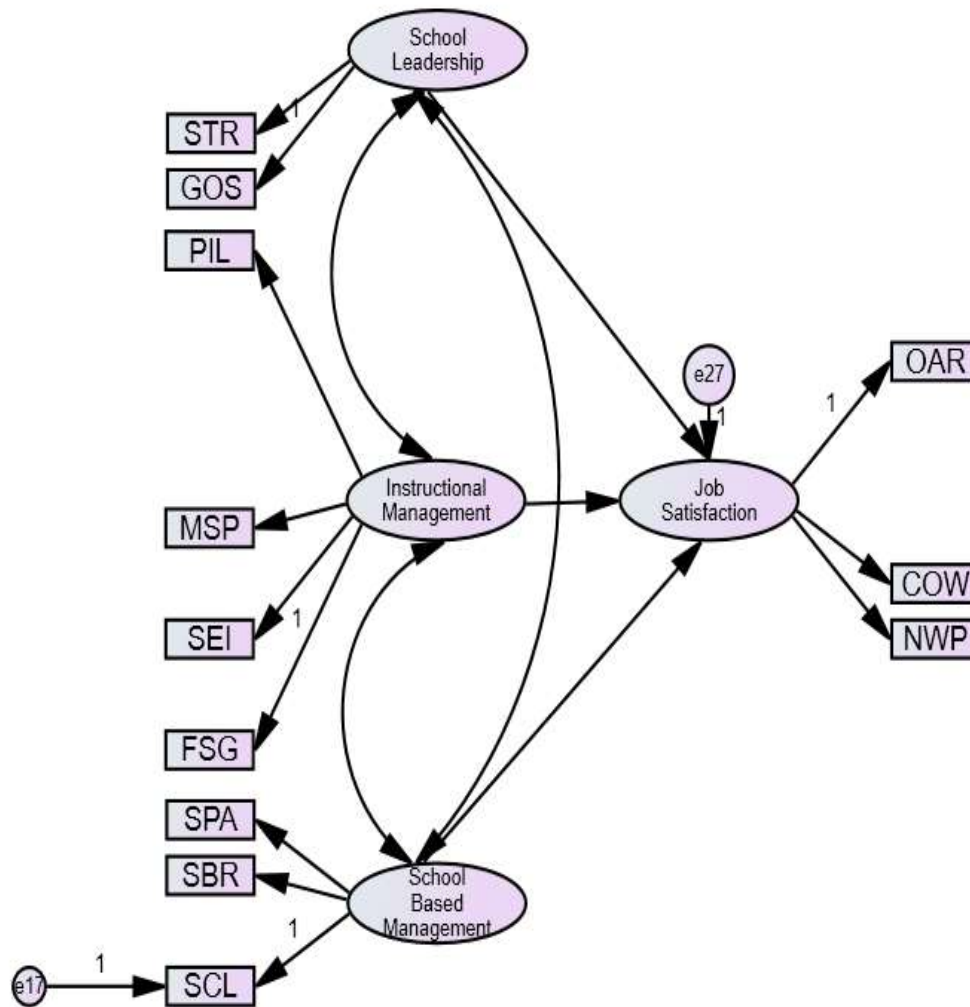 School
Leadership
1
STR
GOS
PIL
e27
1
OAR
1
Instructional
Management
Job
Satisfaction
MSP
COW
SEI
1
NWP
FSG
SPA
SBR
School
Based
Management
1
1
e17
SCL